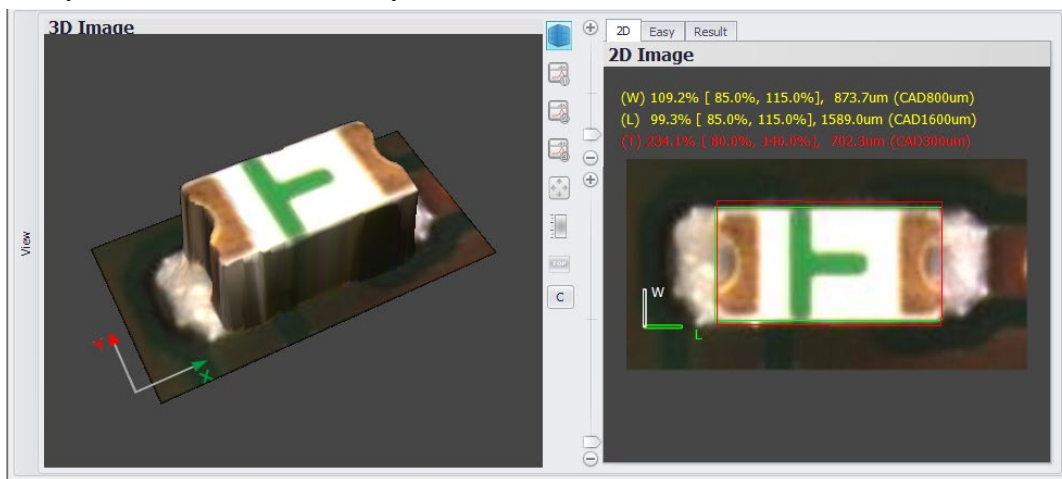 3D Image
View
Y
X
TOP
C
2D Easy Result
2D Image
(W) 109.2% [ 85.0%, 115.0%], 873.7um (CAD800um)
(L) 99.3% [ 85.0%, 115.0%], 1589.0um (CAD1600um)
(T) 234.1% [ 80.0%, 140.0%], 702.3um (CAD300um)
W
L